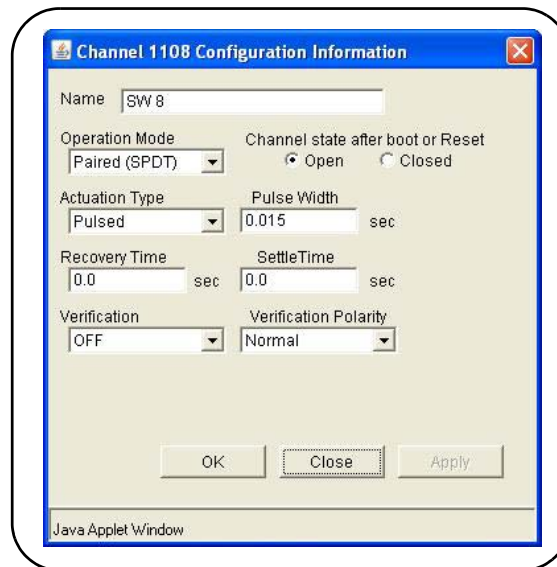 Channel 1108 Configuration Information
Name SW 8
Operation Mode Channel state after boot or Reset
Paired (SPDT) Open Closed
Actuation Type Pulse Width
Pulsed 0.015 sec
Recovery Time SettleTime
0.0 sec 0.0 sec
Verification Verification Polarity
OFF Normal
OK Close Apply
Java Applet Window